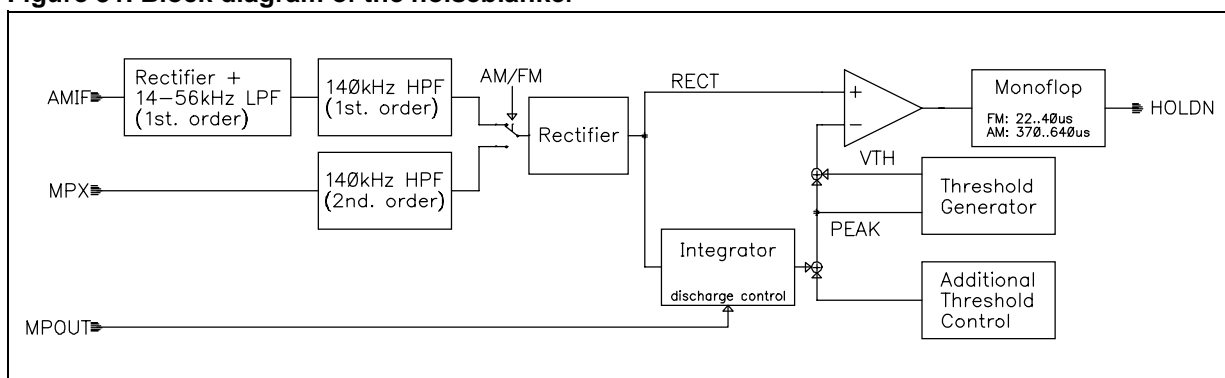 Figure 31. Block diagram of the noiseblanker
AMIF
Rectifier +
14-56kHz LPF
(1st. order)
140kHz HPF
(1st. order)
AM/FM
Rectifier
RECT
+
−
Monoflop
FM: 22..40us
AM: 370..640us
HOLDN
MPX
140kHz HPF
(2nd. order)
VTH
Threshold
Generator
PEAK
Integrator
discharge control
Additional
Threshold
Control
MPOUT